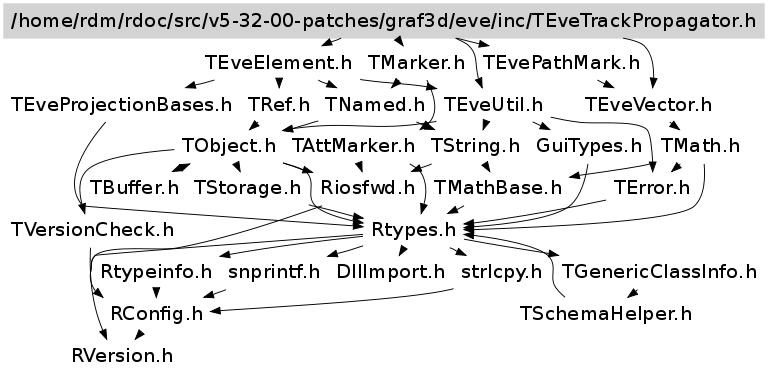 /home/rdm/rdoc/src/v5-32-00-patches/graf3d/eve/inc/TEveTrackPropagator.h
TEveElement.h TMarker.h TEvePathMark.h
TEveProjectionBases.h TRef.h TNamed.h TEveUtil.h TEveVector.h
TObject.h TAttMarker.h TString.h GuiTypes.h TMath.h
TBuffer.h TStorage.h Riosfwd.h TMathBase.h TError.h
TVersionCheck.h Rtypes.h
Rtypeinfo.h snprintf.h DllImport.h strlcpy.h TGenericClassInfo.h
RConfig.h TSchemaHelper.h
RVersion.h